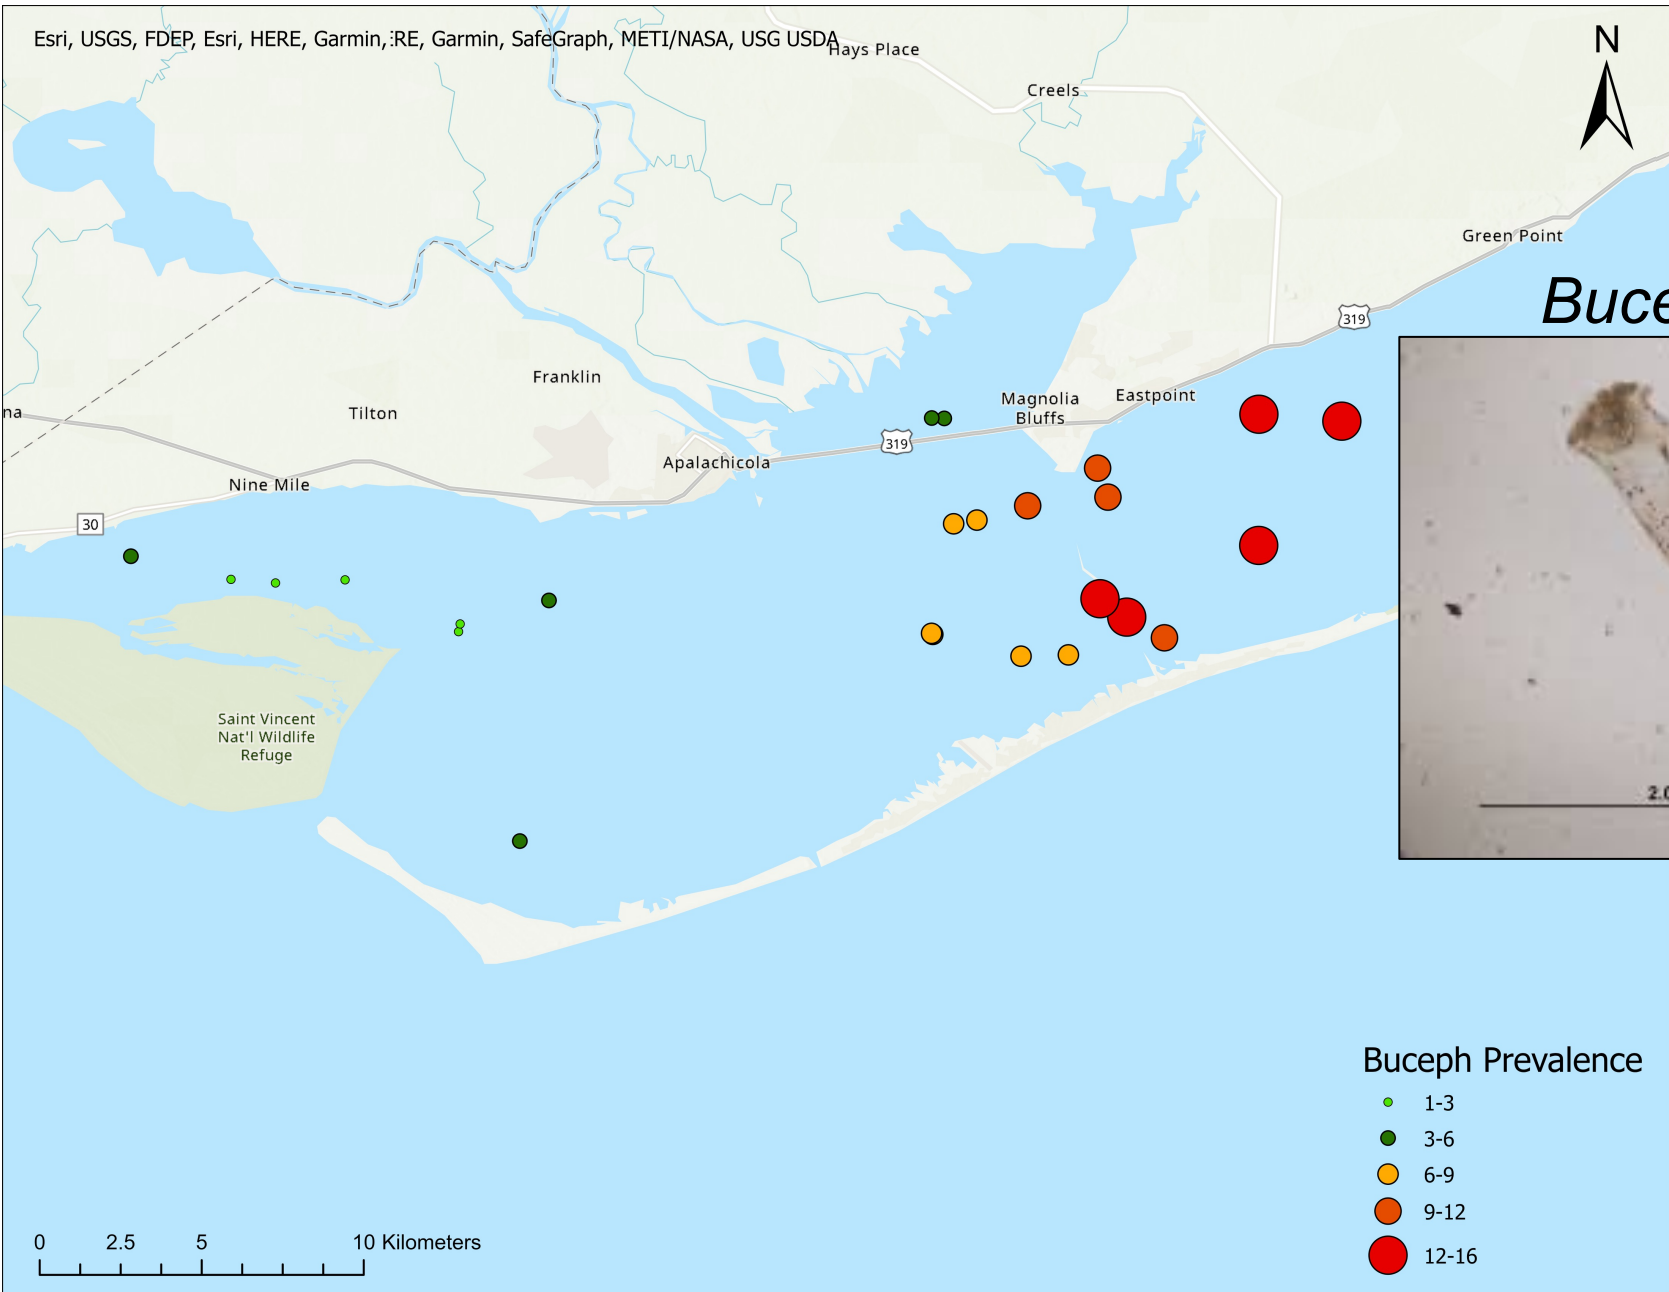 Esri, USGS, FDEP, Esri, HERE, Garmin, RE, Garmin, SafeGraph, METI/NASA, USG USDA
Hays Place
N
Creels
Green Point
Buce
319
Franklin
Magnolia
Bluffs
Eastpoint
na
Tilton
319
Apalachicola
Nine Mile
30
Saint Vincent
Nat'l Wildlife
Refuge
2.0
Buceph Prevalence
1-3
3-6
6-9
9-12
12-16
0 2.5 5 10 Kilometers